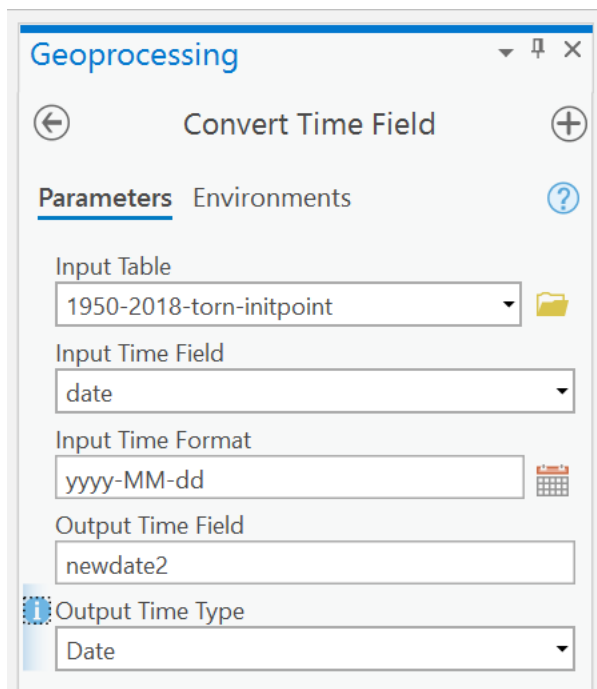 Geoprocessing
Convert Time Field
Parameters Environments
Input Table
1950-2018-torn-initpoint
Input Time Field
date
Input Time Format
yyyy-MM-dd
Output Time Field
newdate2
Output Time Type
Date